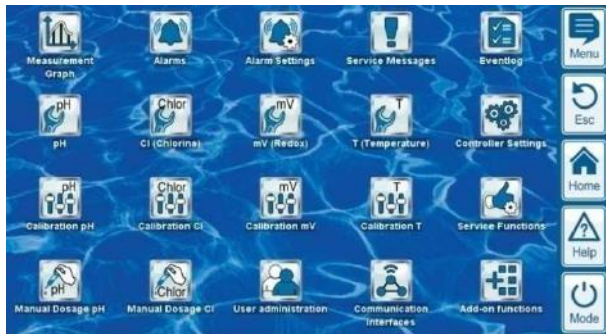 Measurement
Graph
Alarms
Alarm Settings
Service Messages
Eventlog
Menu
pH
pH
Chlor
Cl (Chlorine)
mV
mV (Redox)
T
T (Temperature)
Controller Settings
Esc
pH
Calibration pH
Chlor
Calibration Cl
mV
Calibration mV
T
Calibration T
Service Functions
Home
pH
Manual Dosage pH
Chlor
Manual Dosage Cl
User administration
Communication
Interfaces
Add-on functions
?
Help
Mode